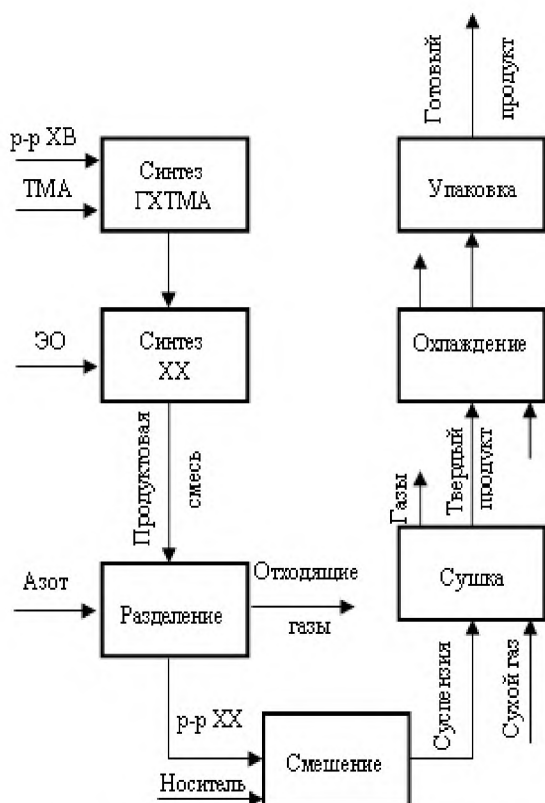 р-р ХВ
ТМА
Синтез
ГХТМА
ЭО
Синтез
ХХ
Продуктовая
смесь
Азот
Разделение
Отходящие
газы
р-р ХХ
Носитель
Смешение
Суспензия
Сухой газ
Сушка
Газы
Твердый
продукт
Охлаждение
Упаковка
Готовый
продукт